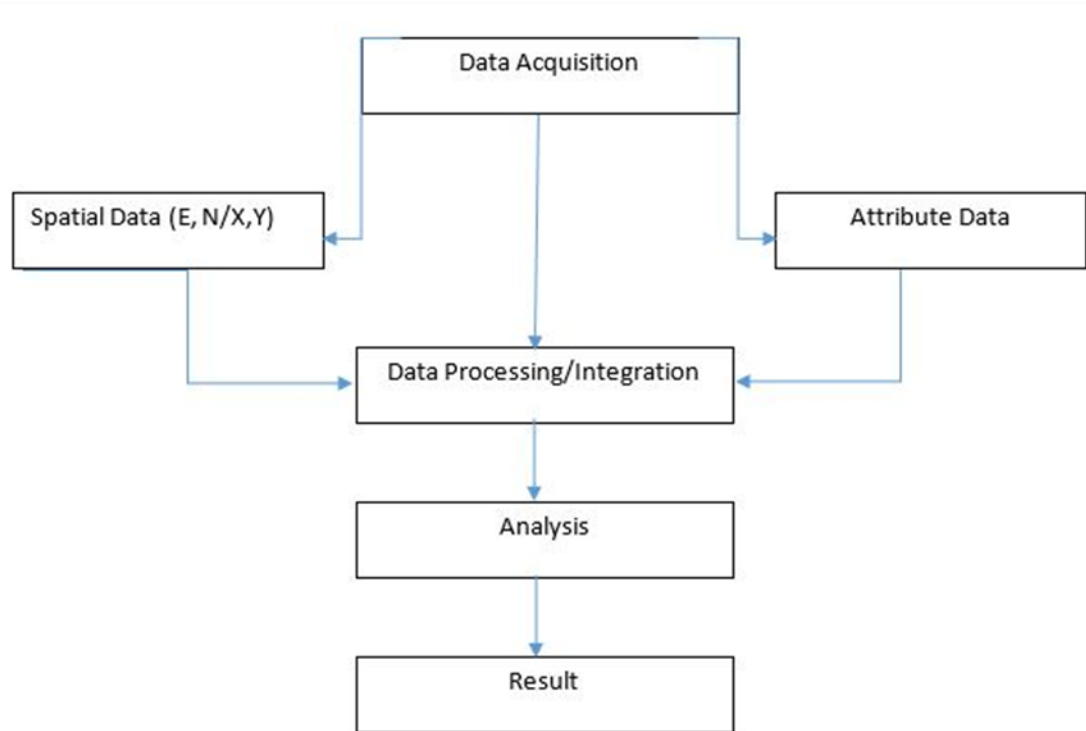 Data Acquisition
Spatial Data (E, N/X,Y)
Attribute Data
Data Processing/Integration
Analysis
Result